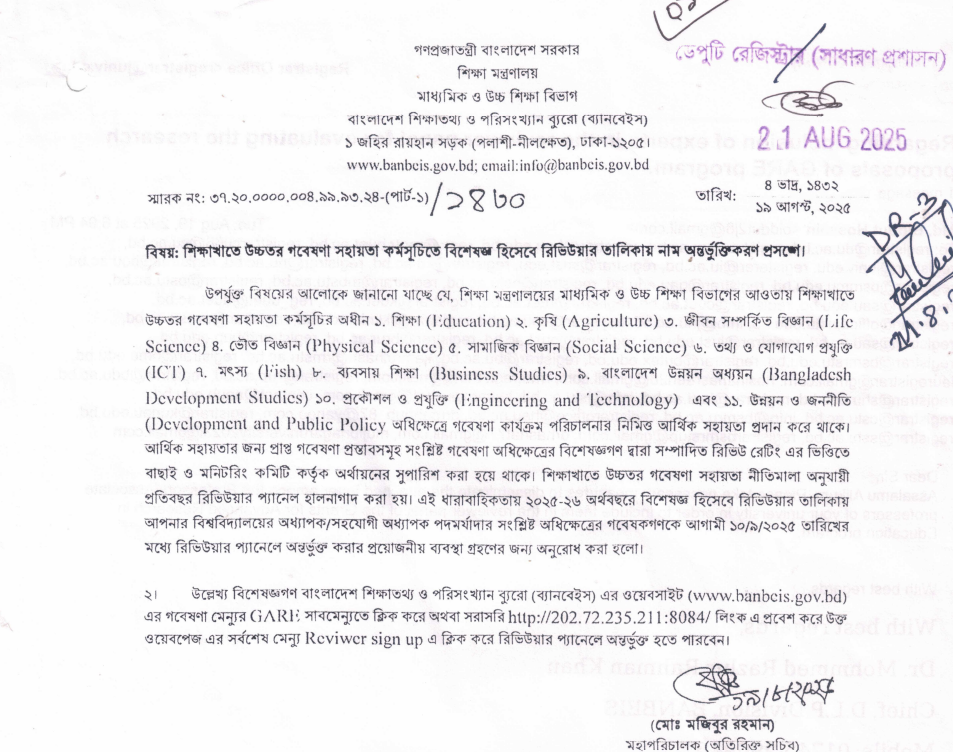 গণপ্রজাতন্ত্রী বাংলাদেশ সরকার
শিক্ষা মন্ত্রণালয়
মাধ্যমিক ও উচ্চ শিক্ষা বিভাগ
বাংলাদেশ শিক্ষাতথ্য ও পরিসংখ্যান ব্যুরো (ব্যানবেইস)
১ জহির রায়হান সড়ক (পলাশী-নীলক্ষেত), ঢাকা-১২০৫।
www.banbeis.gov.bd; email:info@banbeis.gov.bd
ডেপুটি রেজিস্ট্রার (সাধারণ প্রশাসন)
21 AUG 2025
স্মারক নং: ৩৭.২০.০০০০.০০৪.৯৯.৯৩.২৪-(পার্ট-১)/১৪৮৩
তারিখ: ৪ ভাদ্র, ১৪৩২
১৯ আগস্ট, ২০২৫
বিষয়: শিক্ষাখাতে উচ্চতর গবেষণা সহায়তা কর্মসূচিতে বিশেষজ্ঞ হিসেবে রিভিউয়ার তালিকায় নাম অন্তর্ভুক্তিকরণ প্রসঙ্গে।
উপর্যুক্ত বিষয়ের আলোকে জানানো যাচ্ছে যে, শিক্ষা মন্ত্রণালয়ের মাধ্যমিক ও উচ্চ শিক্ষা বিভাগের আওতায় শিক্ষাখাতে
উচ্চতর গবেষণা সহায়তা কর্মসূচির অধীন ১. শিক্ষা (Education) ২. কৃষি (Agriculture) ৩. জীবন সম্পর্কিত বিজ্ঞান (Life
Science) ৪. ভৌত বিজ্ঞান (Physical Science) ৫. সামাজিক বিজ্ঞান (Social Science) ৬. তথ্য ও যোগাযোগ প্রযুক্তি
(ICT) ৭. মৎস্য (Fish) ৮. ব্যবসায় শিক্ষা (Business Studies) ৯. বাংলাদেশ উন্নয়ন অধ্যয়ন (Bangladesh
Development Studies) ১০. প্রকৌশল ও প্রযুক্তি (Engineering and Technology) এবং ১১. উন্নয়ন ও জননীতি
(Development and Public Policy অধিক্ষেত্রে গবেষণা কার্যক্রম পরিচালনার নিমিত্ত আর্থিক সহায়তা প্রদান করে থাকে।
আর্থিক সহায়তার জন্য প্রাপ্ত গবেষণা প্রস্তাবসমূহ সংশ্লিষ্ট গবেষণা অধিক্ষেত্রের বিশেষজ্ঞগণ দ্বারা সম্পাদিত রিভিউ রেটিং এর ভিত্তিতে
বাছাই ও মনিটরিং কমিটি কর্তৃক অর্থায়নের সুপারিশ করা হয়ে থাকে। শিক্ষাখাতে উচ্চতর গবেষণা সহায়তা নীতিমালা অনুযায়ী
প্রতিবছর রিভিউয়ার প্যানেল হালনাগাদ করা হয়। এই ধারাবাহিকতায় ২০২৫-২৬ অর্থবছরে বিশেষজ্ঞ হিসেবে রিভিউয়ার তালিকায়
আপনার বিশ্ববিদ্যালয়ের অধ্যাপক/সহযোগী অধ্যাপক পদমর্যাদার সংশ্লিষ্ট অধিক্ষেত্রের গবেষকগণকে আগামী ১০/৯/২০২৫ তারিখের
মধ্যে রিভিউয়ার প্যানেলে অন্তর্ভুক্ত করার প্রয়োজনীয় ব্যবস্থা গ্রহণের জন্য অনুরোধ করা হলো।
২। উল্লেখ্য বিশেষজ্ঞগণ বাংলাদেশ শিক্ষাতথ্য ও পরিসংখ্যান ব্যুরো (ব্যানবেইস) এর ওয়েবসাইট (www.banbeis.gov.bd)
এর গবেষণা মেন্যুর GARE সাবমেন্যুতে ক্লিক করে অথবা সরাসরি http://202.72.235.211:8084/ লিংক এ প্রবেশ করে উক্ত
ওয়েবপেজ এর সর্বশেষ মেন্যু Reviwer sign up এ ক্লিক করে রিভিউয়ার প্যানেলে অন্তর্ভুক্ত হতে পারবেন।
(মোঃ মজিবুর রহমান)
মহাপরিচালক (অতিরিক্ত সচিব)